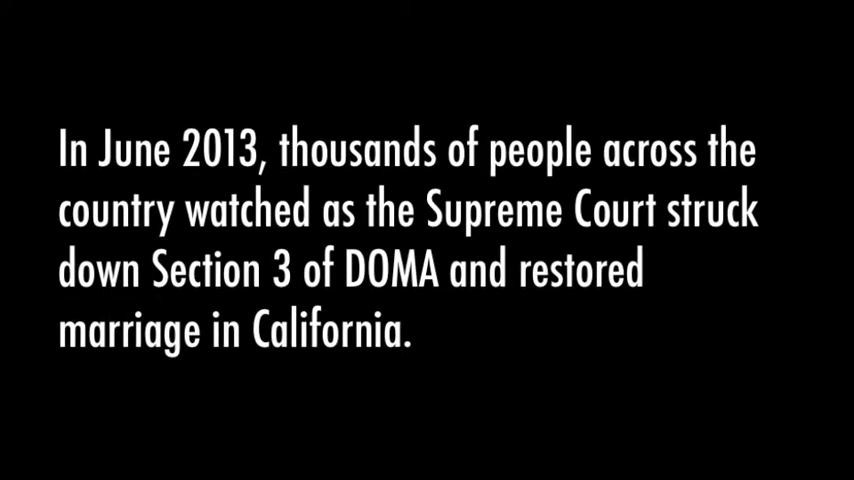 In June 2013, thousands of people across the
country watched as the Supreme Court struck
down Section 3 of DOMA and restored
marriage in California.